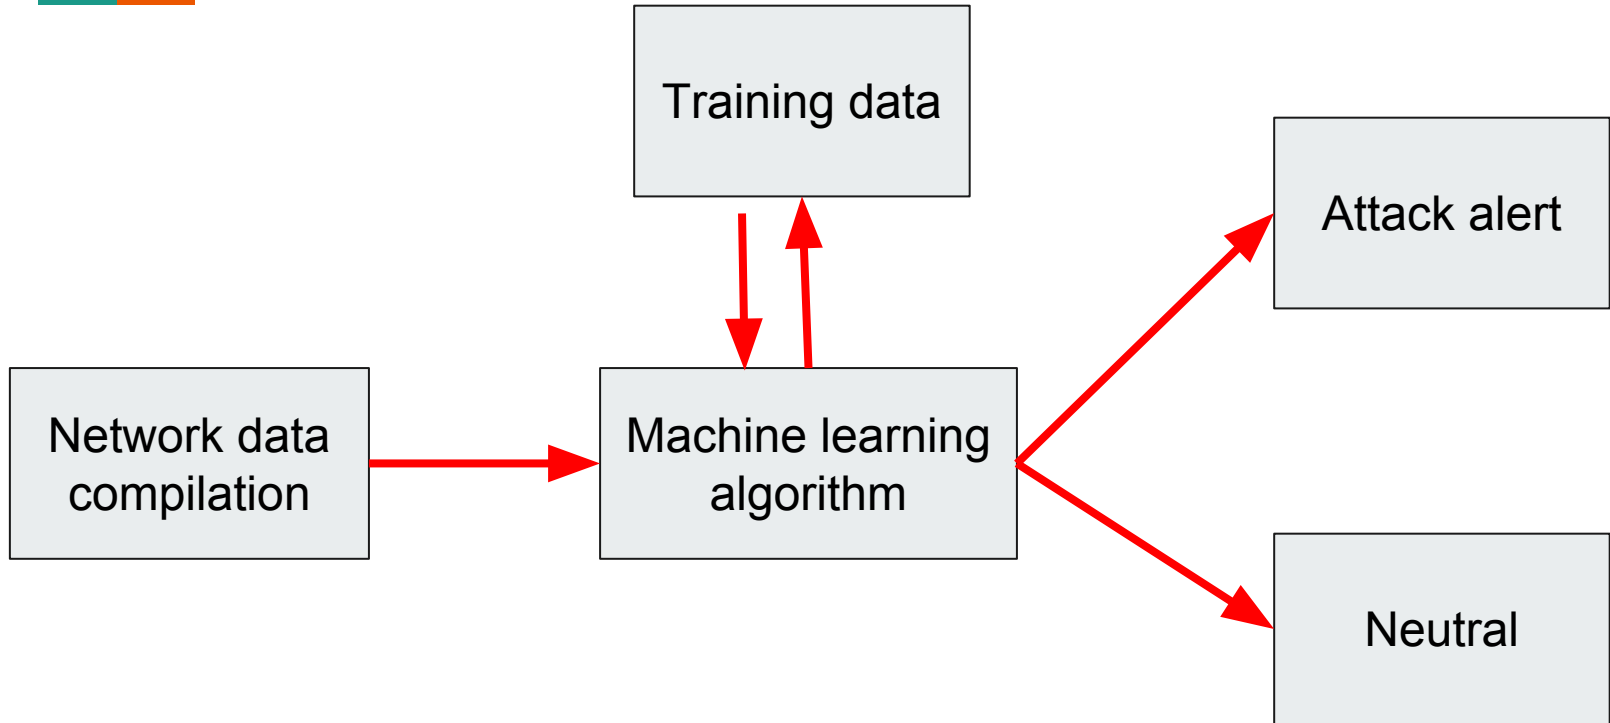 Training data
Attack alert
Network data
compilation
Machine learning
algorithm
Neutral